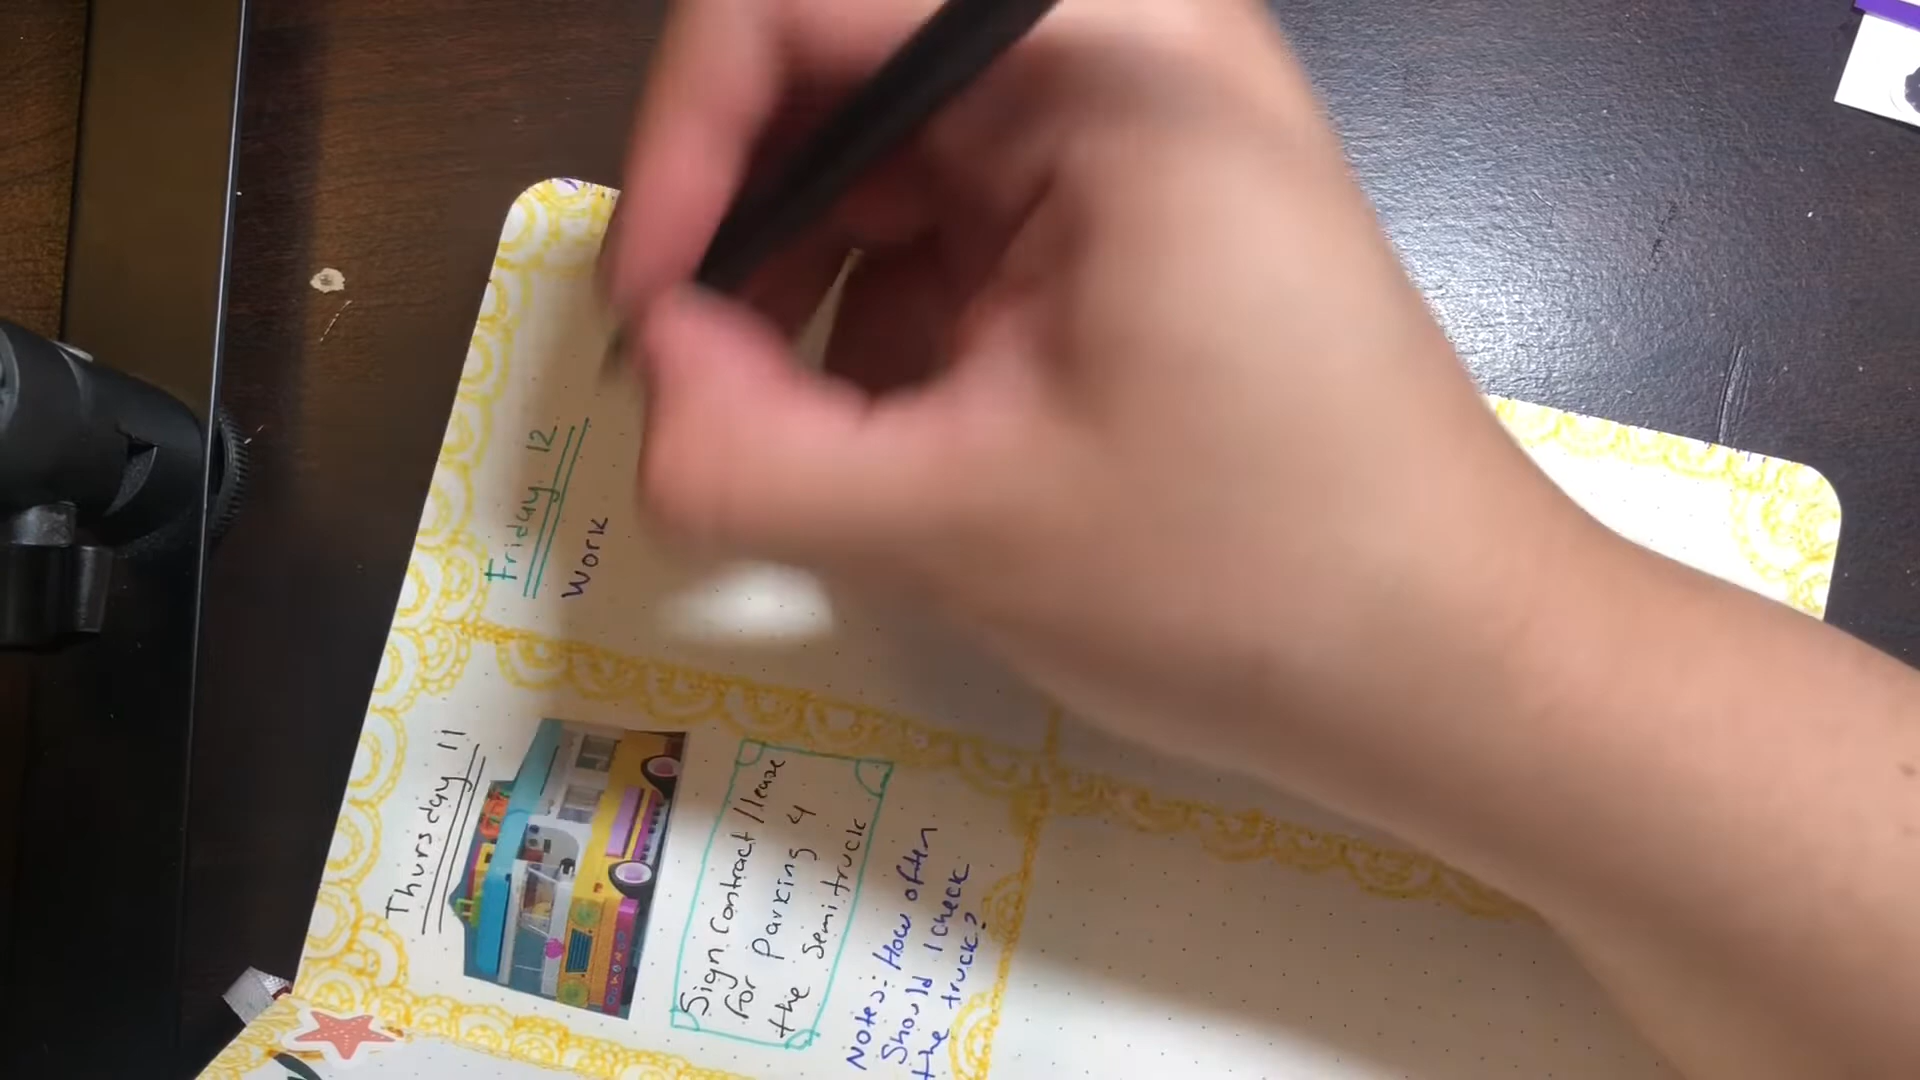 Friday 12
Work
Thursday 11
Sign contract/lease
for parking 4
the semi truck
Notes: How often
Should I check
the truck?